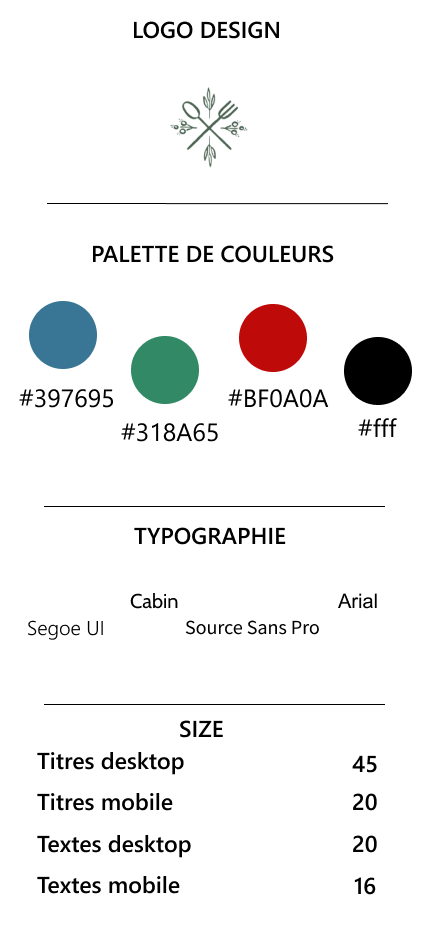 LOGO DESIGN
PALETTE DE COULEURS
#397695
#318A65
#BF0A0A
#fff
TYPOGRAPHIE
Cabin
Arial
Segoe UI
Source Sans Pro
SIZE
Titres desktop 45
Titres mobile 20
Textes desktop 20
Textes mobile 16